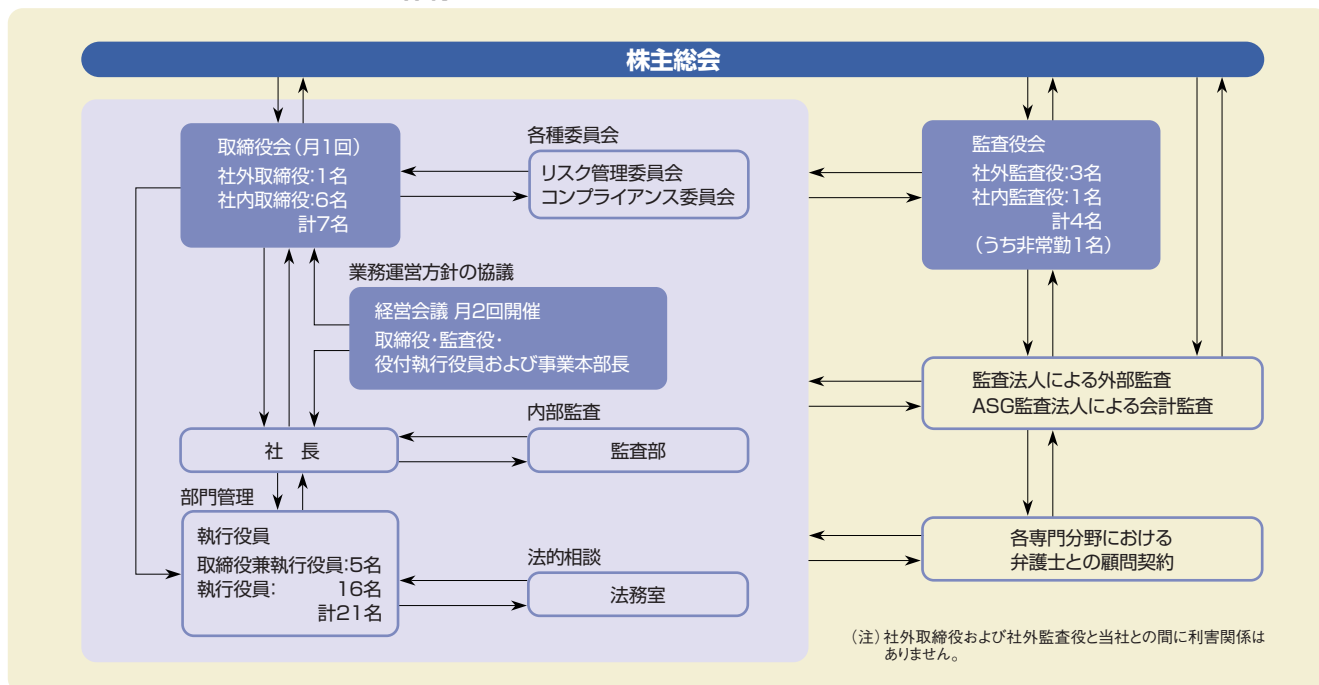 株主総会
取締役会(月1回)
社外取締役:1名
社内取締役:6名
計7名
各種委員会
リスク管理委員会
コンプライアンス委員会
監査役会
社外監査役:3名
社内監査役:1名
計4名
(うち非常勤1名)
業務運営方針の協議
経営会議 月2回開催
取締役・監査役・
役付執行役員および事業本部長
監査法人による外部監査
ASG監査法人による会計監査
社 長
内部監査
監査部
部門管理
執行役員
取締役兼執行役員:5名
執行役員: 16名
計21名
法的相談
法務室
各専門分野における
弁護士との顧問契約
(注)社外取締役および社外監査役と当社との間に利害関係は
ありません。